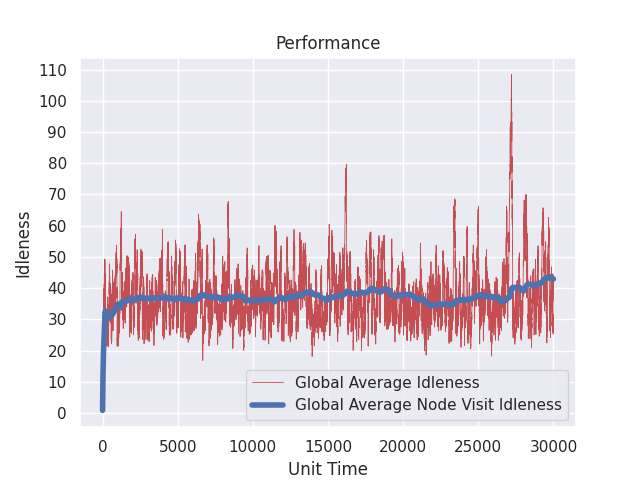 Performance
110
100
90
80
70
60
50
40
30
20
10
0
Idleness
Global Average Idleness
Global Average Node Visit Idleness
0 5000 10000 15000 20000 25000 30000
Unit Time